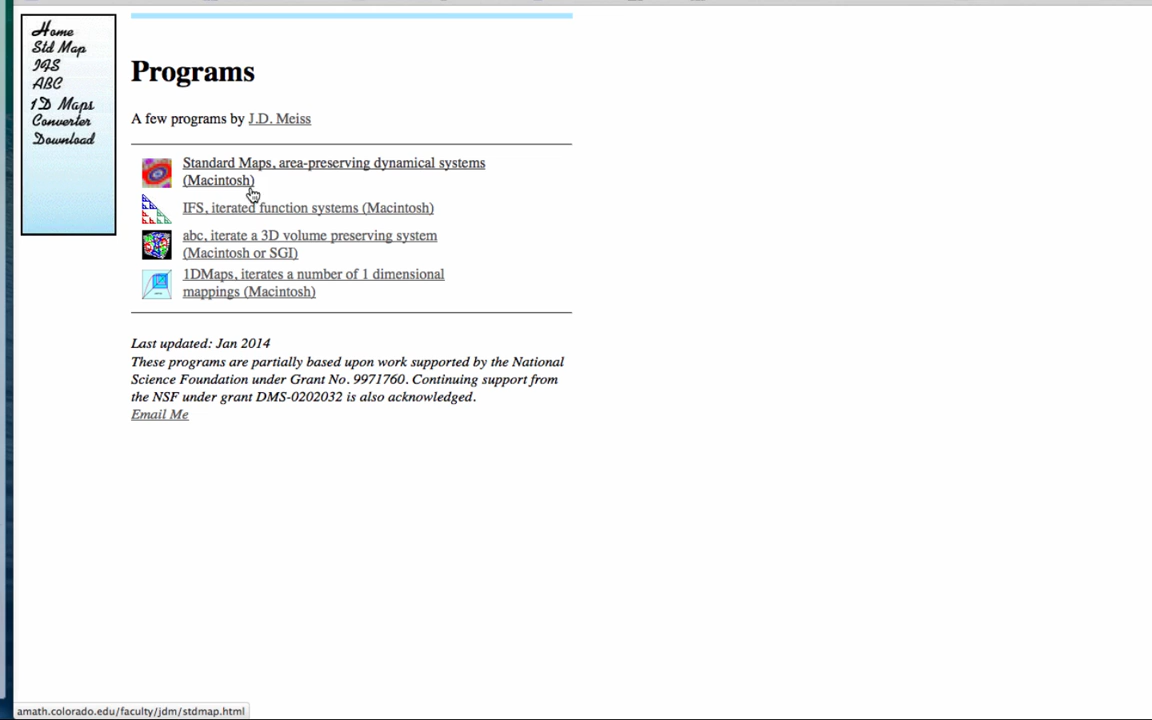 Home
Std Map
IFS
ABC
1D Maps
Converter
Download
Programs
A few programs by J.D. Meiss
Standard Maps, area-preserving dynamical systems
(Macintosh)
IFS, iterated function systems (Macintosh)
abc, iterate a 3D volume preserving system
(Macintosh or SGI)
1DMaps, iterates a number of 1 dimensional
mappings (Macintosh)
Last updated: Jan 2014
These programs are partially based upon work supported by the National
Science Foundation under Grant No. 9971760. Continuing support from
the NSF under grant DMS-0202032 is also acknowledged.
Email Me
amath.colorado.edu/faculty/jdm/stdmap.html